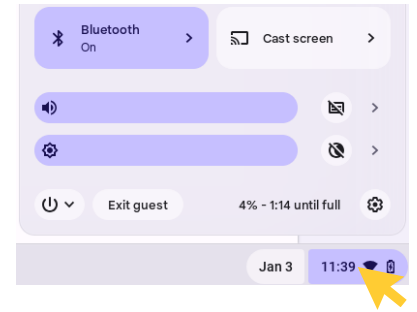 Bluetooth
On
Cast screen
Exit guest
4% - 1:14 until full
Jan 3
11:39